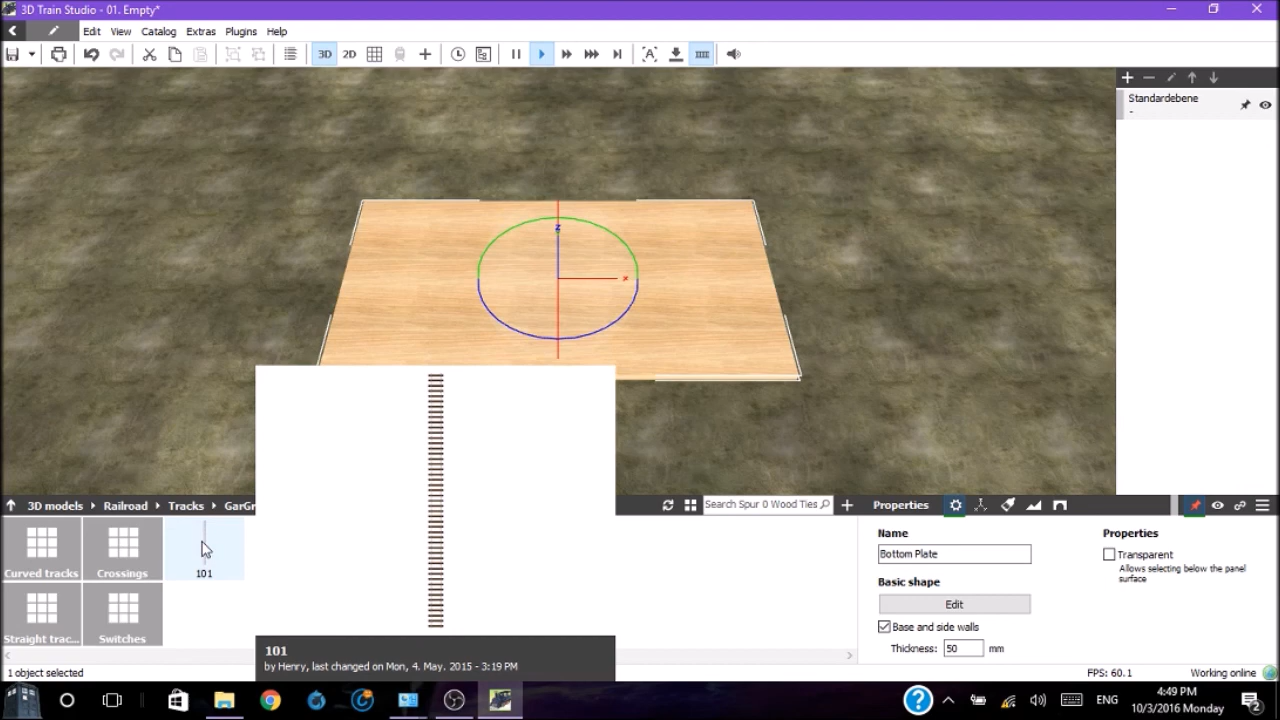 3D Train Studio - 01. Empty*
Edit View Catalog Extras Plugins Help
3D 2D
Standardebene
-
z
x
3D models Railroad Tracks GarGr
Search Spur 0 Wood Ties
Properties
Curved tracks Crossings 101
Straight trac... Switches
101
by Henry, last changed on Mon, 4. May. 2015 - 3:19 PM
Name
Bottom Plate
Basic shape
Edit
Base and side walls
Thickness: 50 mm
Properties
Transparent
Allows selecting below the panel
surface
1 object selected
FPS: 60.1 Working online
ENG
4:49 PM
10/3/2016 Monday
2